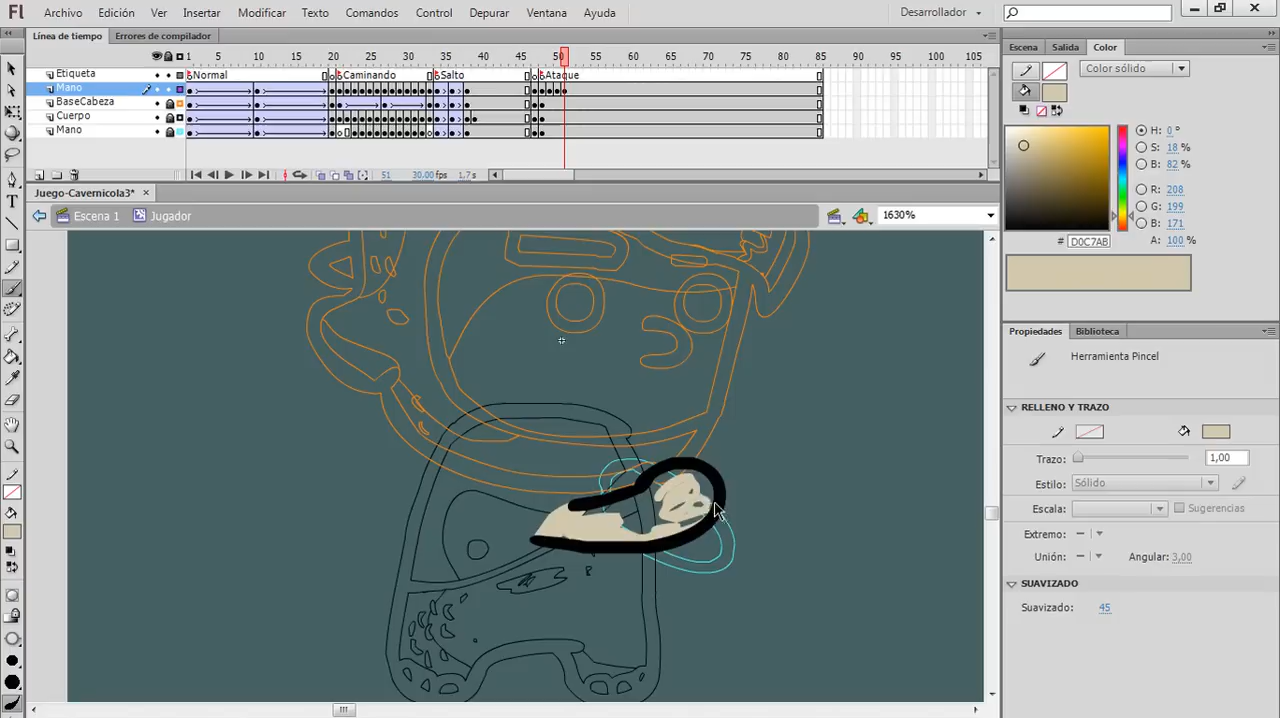 Fl Archivo Edición Ver Insertar Modificar Texto Comandos Control Depurar Ventana Ayuda Desarrollador
Línea de tiempo Errores de compilador
Escena Salida Color
1 5 10 15 20 25 30 35 40 45 50 55 60 65 70 75 80 85 90 95 100 105
Etiqueta Normal Caminando Salto Ataque
Mano
BaseCabeza
Cuerpo
Mano
51 30.00 fps 1.7 s
Juego-Cavernicola3*
Escena 1 Jugador 1630%
Color sólido
H: 0 °
S: 18 %
B: 82 %
R: 208
G: 199
B: 171
# D0C7AB A: 100 %
Propiedades Biblioteca
Herramienta Pincel
RELLENO Y TRAZO
Trazo: 1,00
Estilo: Sólido
Escala: Sugerencias
Extremo:
Unión: Angular: 3,00
SUAVIZADO
Suavizado: 45